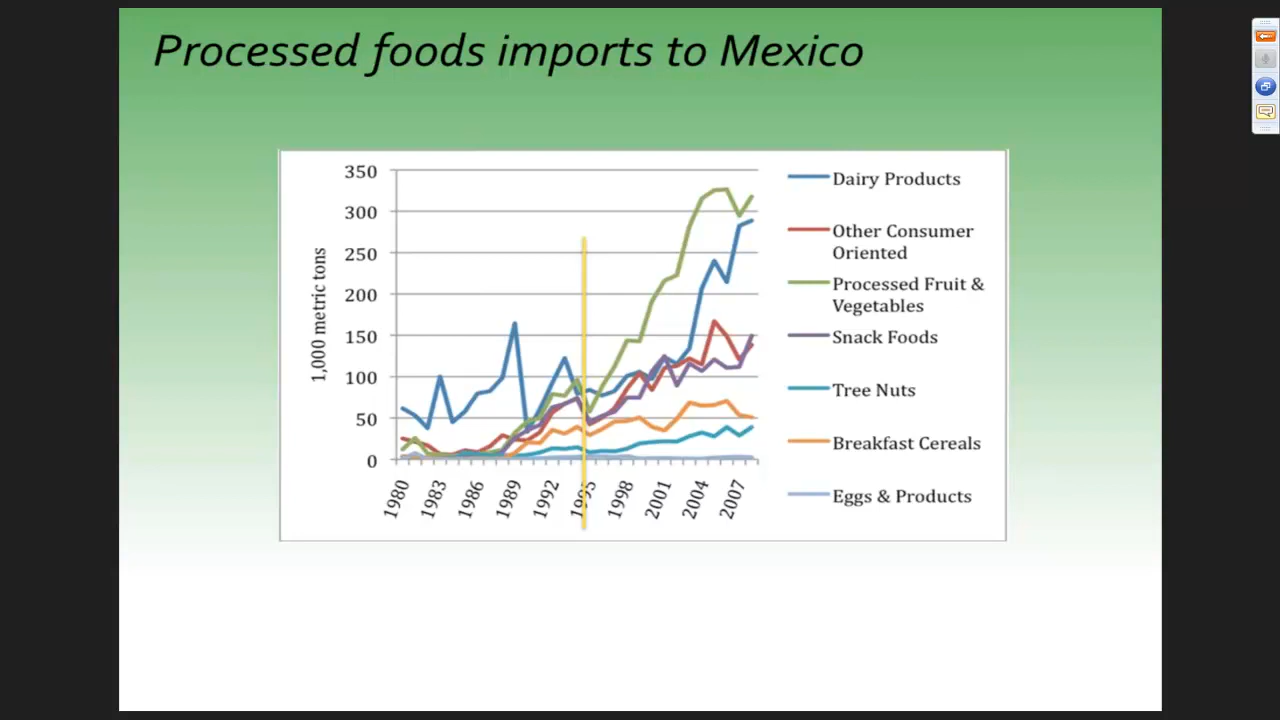 Processed foods imports to Mexico
350
300
250
200
150
100
50
0
1,000 metric tons
1980
1983
1986
1989
1992
1995
1998
2001
2004
2007
Dairy Products
Other Consumer
Oriented
Processed Fruit &
Vegetables
Snack Foods
Tree Nuts
Breakfast Cereals
Eggs & Products